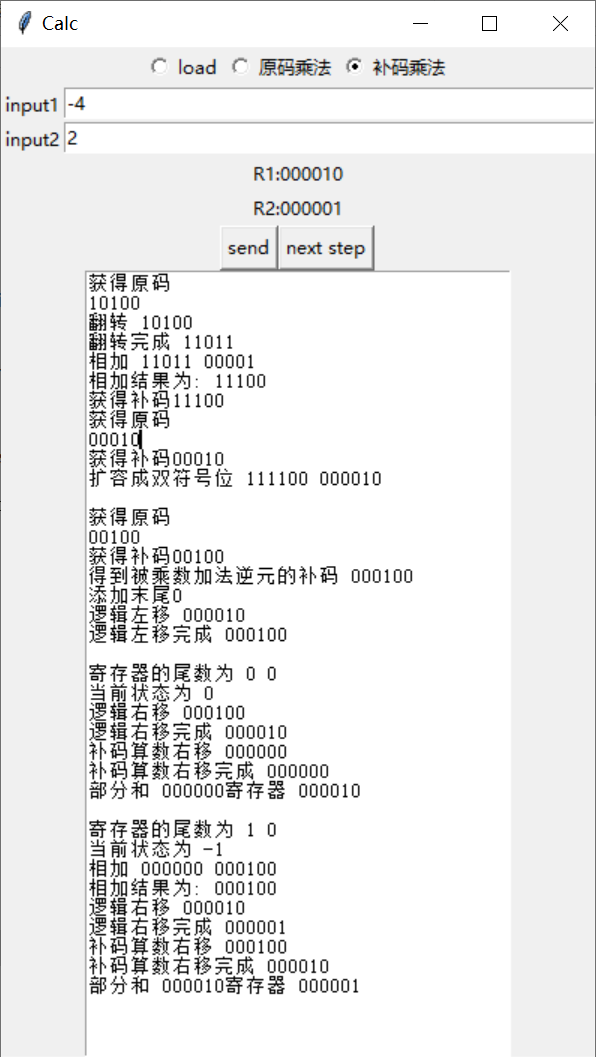 Calc
load 原码乘法 补码乘法
input1 -4
input2 2
R1:000010
R2:000001
send next step
获得原码
10100
翻转 10100
翻转完成 11011
相加 11011 00001
相加结果为: 11100
获得补码11100
获得原码
00010
获得补码00010
扩容成双符号位 111100 000010
获得原码
00100
获得补码00100
得到被乘数加法逆元的补码 000100
添加末尾0
逻辑左移 000010
逻辑左移完成 000100
寄存器的尾数为 0 0
当前状态为 0
逻辑右移 000100
逻辑右移完成 000010
补码算数右移 000000
补码算数右移完成 000000
部分和 000000寄存器 000010
寄存器的尾数为 1 0
当前状态为 -1
相加 000000 000100
相加结果为: 000100
逻辑右移 000010
逻辑右移完成 000001
补码算数右移 000100
补码算数右移完成 000010
部分和 000010寄存器 000001